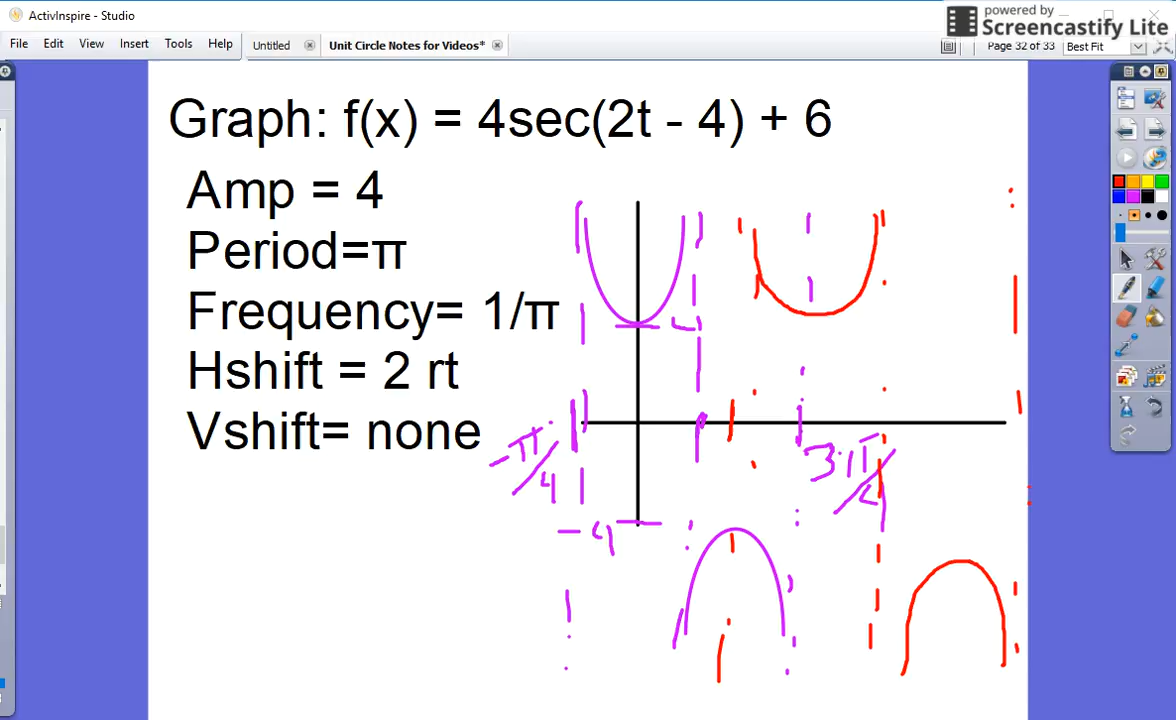 ActivInspire - Studio
powered by
Screencastify Lite
File Edit View Insert Tools Help
Untitled
Unit Circle Notes for Videos*
Page 32 of 33
Best Fit
Graph: f(x) = 4sec(2t - 4) + 6
Amp = 4
Period=π
Frequency= 1/π
Hshift = 2 rt
Vshift= none
4
-π/4
3π/4
-4